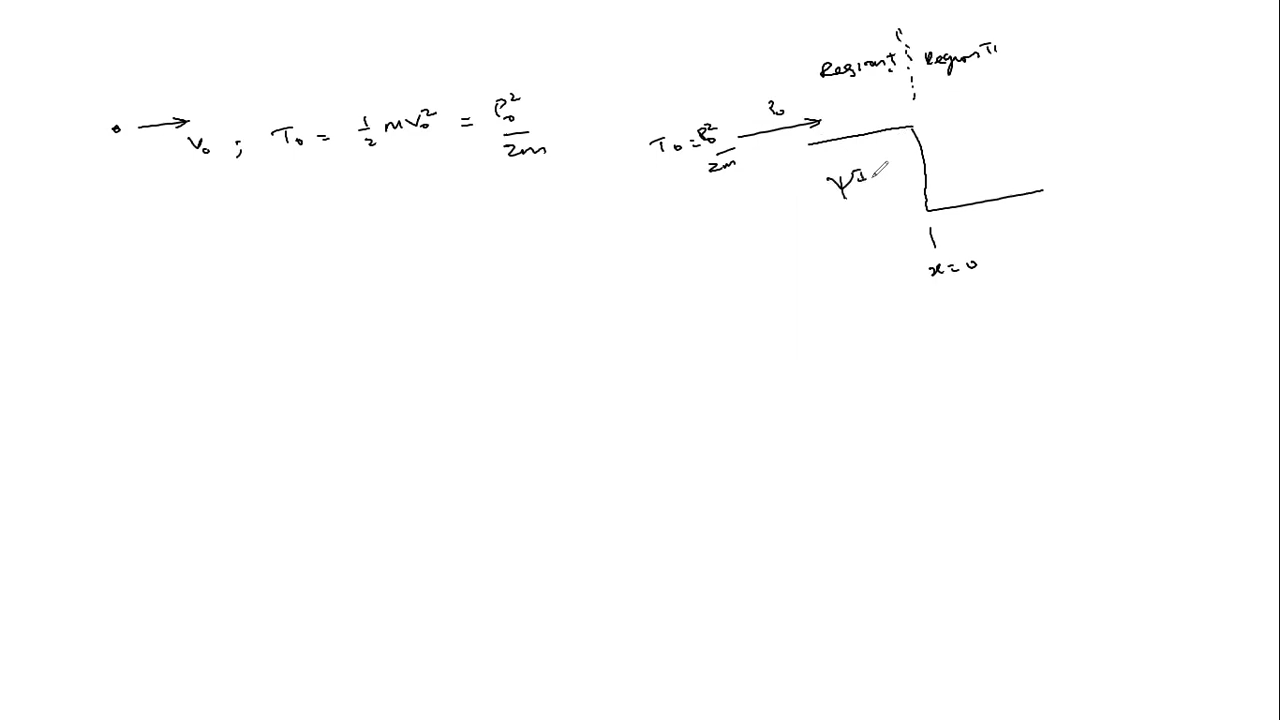 Region I Region II
V₀ ; T₀ = 1/2 mV₀² = P₀²/2m
T₀ = P₀²/2m
ψI
x = 0